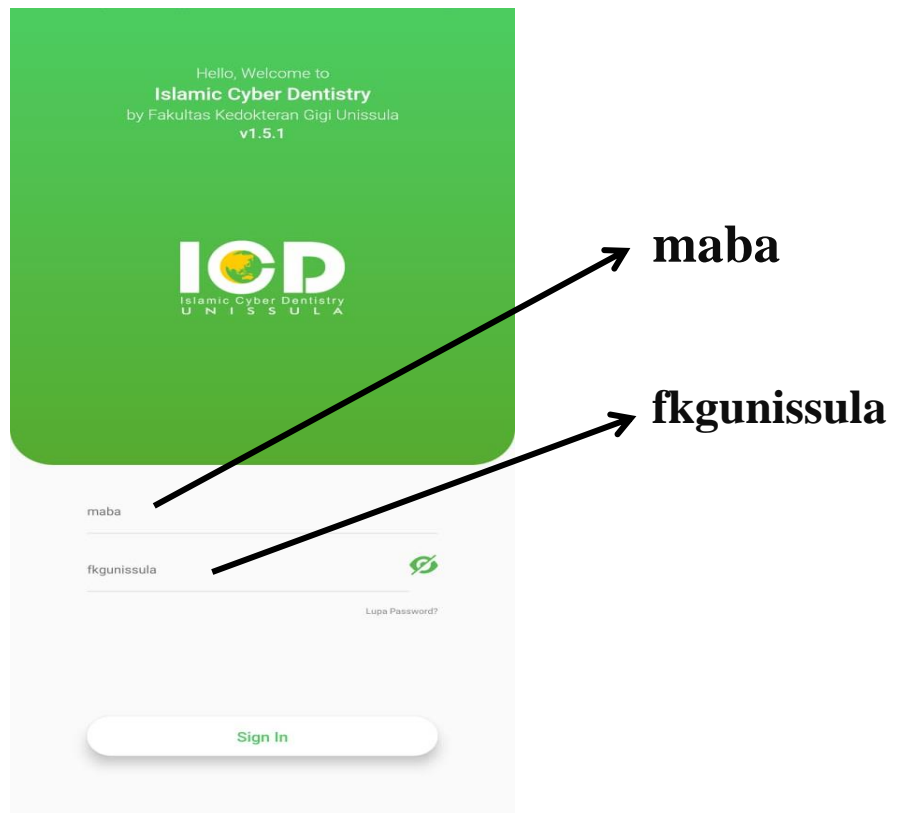 Hello, Welcome to
Islamic Cyber Dentistry
by Fakultas Kedokteran Gigi Unissula
v1.5.1
ICD
Islamic Cyber Dentistry
UNISSULA
maba
fkgunissula
maba
fkgunissula
Lupa Password?
Sign In